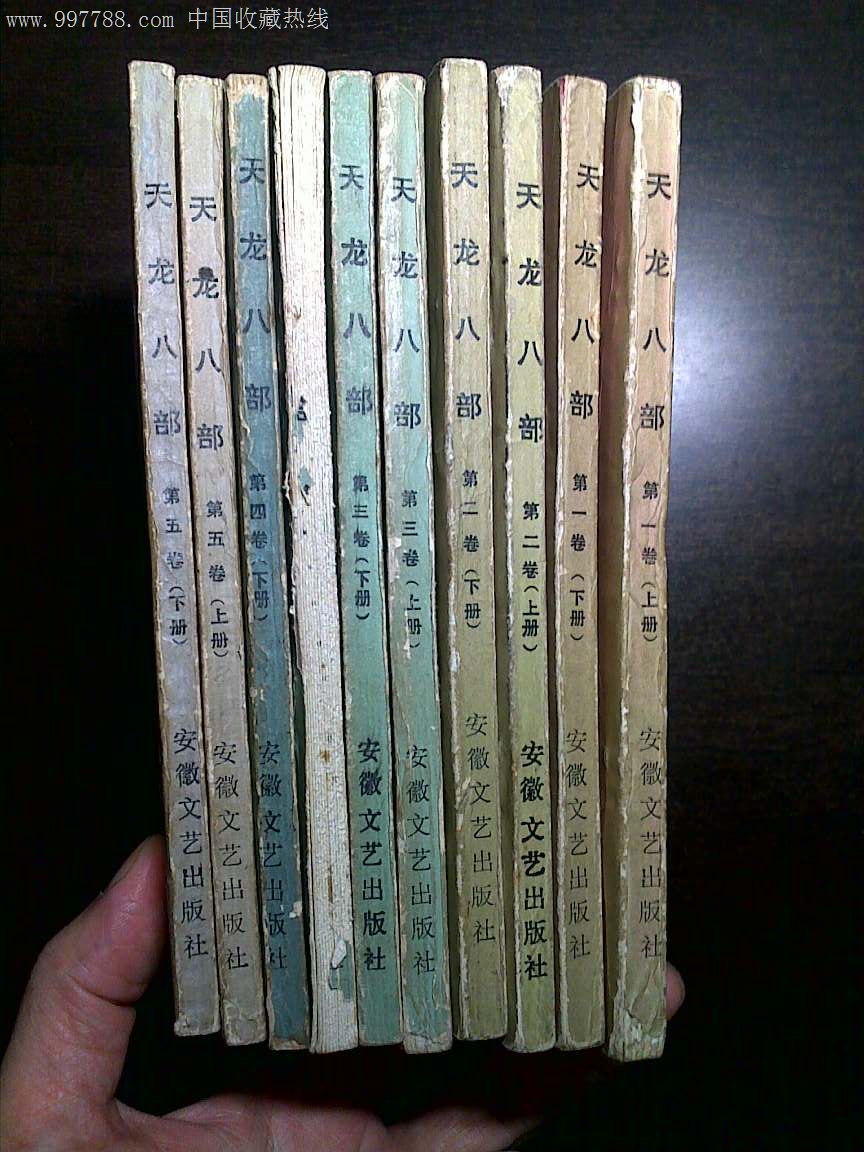 www.997788.com 中国收藏热线
天龙八部 第五卷（下册） 安徽文艺出版社
天龙八部 第五卷（上册） 安徽文艺出版社
天龙八部 第四卷（下册） 安徽文艺出版社
天龙八部 第三卷（下册） 安徽文艺出版社
天龙八部 第三卷（上册） 安徽文艺出版社
天龙八部 第二卷（下册） 安徽文艺出版社
天龙八部 第二卷（上册） 安徽文艺出版社
天龙八部 第一卷（下册） 安徽文艺出版社
天龙八部 第一卷（上册） 安徽文艺出版社